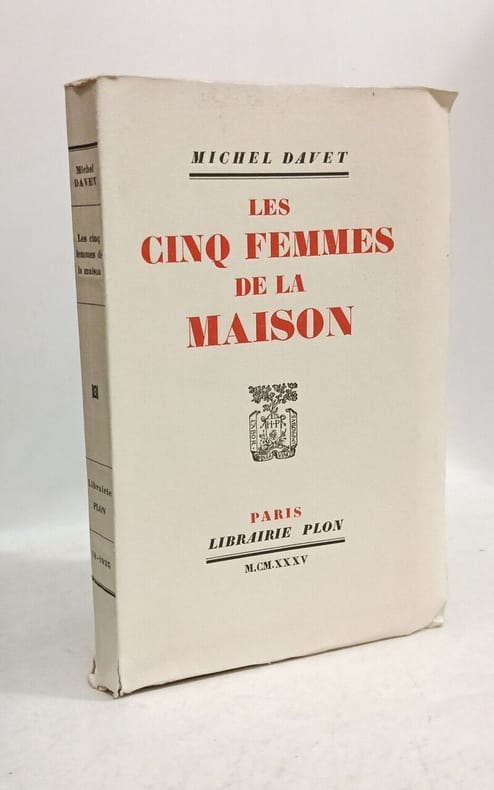 MICHEL DAVET
LES
CINQ FEMMES
DE LA
MAISON
PARIS
LIBRAIRIE PLON
M.CM.XXXV
Michel
DAVET
Les cinq
femmes de
la maison
Librairie
PLON